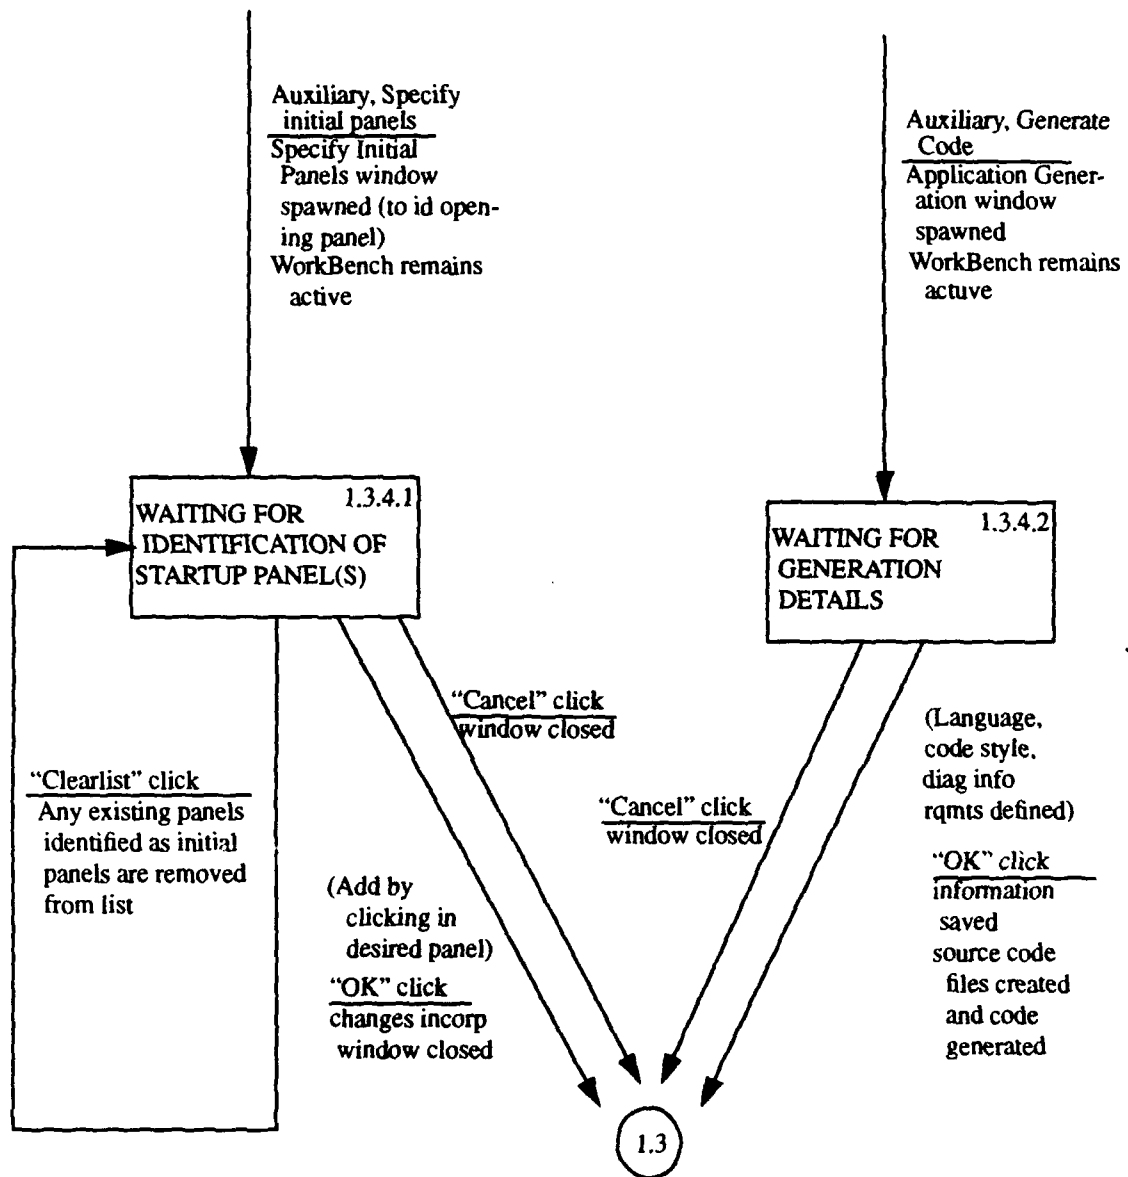 Auxiliary, Specify
initial panels
Specify Initial
Panels window
spawned (to id open-
ing panel)
WorkBench remains
active
Auxiliary, Generate
Code
Application Gener-
ation window
spawned
WorkBench remains
actuve
1.3.4.1
WAITING FOR
IDENTIFICATION OF
STARTUP PANEL(S)
1.3.4.2
WAITING FOR
GENERATION
DETAILS
“Clearlist” click
Any existing panels
identified as initial
panels are removed
from list
“Cancel” click
window closed
(Add by
clicking in
desired panel)
“OK” click
changes incorp
window closed
“Cancel” click
window closed
(Language,
code style,
diag info
rqmts defined)
“OK” click
information
saved
source code
files created
and code
generated
1.3